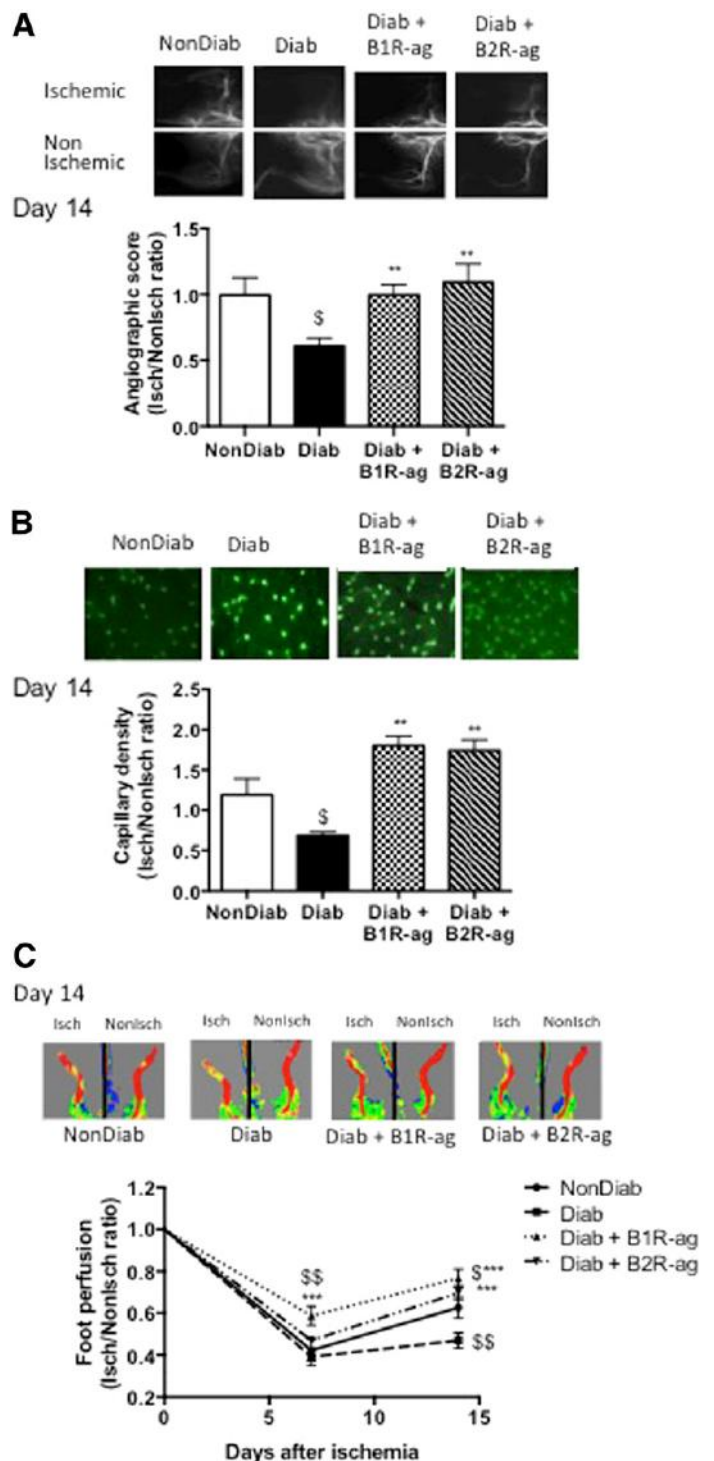 A
NonDiab Diab Diab + B1R-ag Diab + B2R-ag
Ischemic
Non Ischemic
Day 14
Angiographic score
(Isch/NonIsch ratio)
1.5
1.0
0.5
0.0
NonDiab Diab Diab + B1R-ag Diab + B2R-ag
$
**
**
B
NonDiab Diab Diab + B1R-ag Diab + B2R-ag
Day 14
Capillary density
(Isch/NonIsch ratio)
2.5
2.0
1.5
1.0
0.5
0.0
$
**
**
NonDiab Diab Diab + B1R-ag Diab + B2R-ag
C
Day 14
Isch NonIsch Isch NonIsch Isch NonIsch Isch NonIsch
NonDiab Diab Diab + B1R-ag Diab + B2R-ag
Foot perfusion
(Isch/NonIsch ratio)
1.2
1.0
0.8
0.6
0.4
0.2
0 5 10 15
Days after ischemia
$$
***
$***
***
$$
NonDiab
Diab
Diab + B1R-ag
Diab + B2R-ag